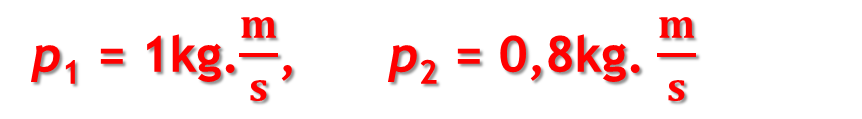 p₁ = 1kg.m/s, p₂ = 0,8kg. m/s